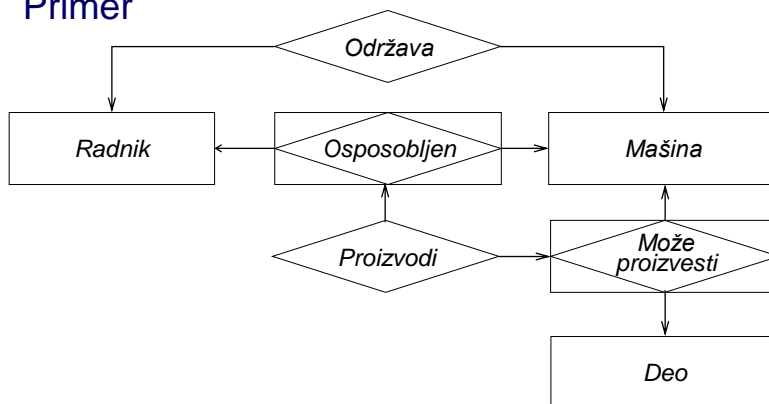 Primer
Održava
Radnik
Osposobljen
Mašina
Proizvodi
Može
proizvesti
Deo